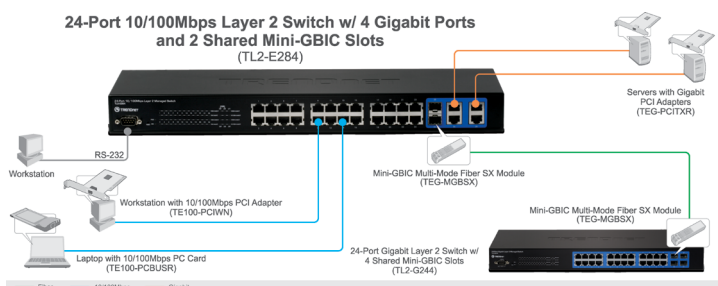 24-Port 10/100Mbps Layer 2 Switch w/ 4 Gigabit Ports
and 2 Shared Mini-GBIC Slots
(TL2-E284)
Servers with Gigabit
PCI Adapters
(TEG-PCITXR)
TRENDnet
RS-232
Workstation
Mini-GBIC Multi-Mode Fiber SX Module
(TEG-MGBSX)
Workstation with 10/100Mbps PCI Adapter
(TE100-PCIWN)
Mini-GBIC Multi-Mode Fiber SX Module
(TEG-MGBSX)
Laptop with 10/100Mbps PC Card
(TE100-PCBUSR)
24-Port Gigabit Layer 2 Switch w/
4 Shared Mini-GBIC Slots
(TL2-G244)